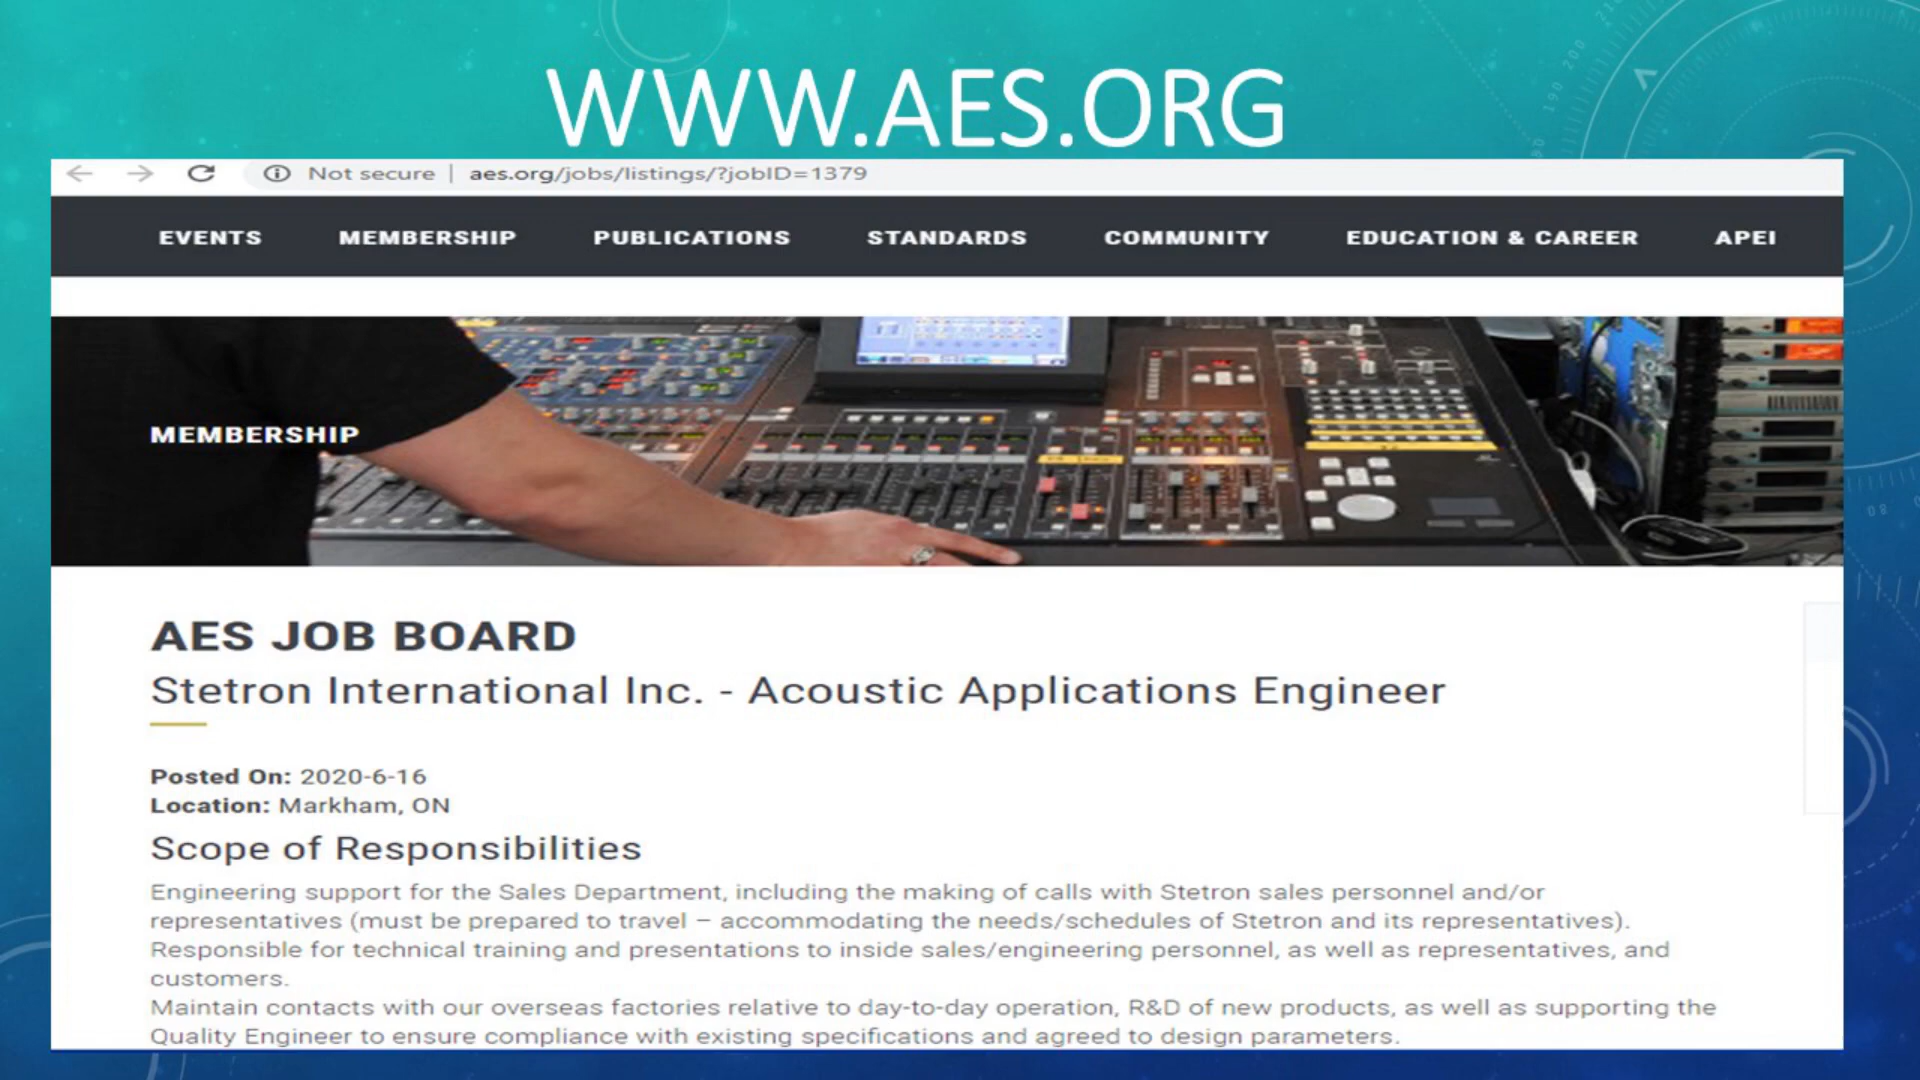 WWW.AES.ORG
Not secure | aes.org/jobs/listings/?jobID=1379
EVENTS MEMBERSHIP PUBLICATIONS STANDARDS COMMUNITY EDUCATION & CAREER APEI
MEMBERSHIP
AES JOB BOARD
Stetron International Inc. - Acoustic Applications Engineer
Posted On: 2020-6-16
Location: Markham, ON
Scope of Responsibilities
Engineering support for the Sales Department, including the making of calls with Stetron sales personnel and/or
representatives (must be prepared to travel – accommodating the needs/schedules of Stetron and its representatives).
Responsible for technical training and presentations to inside sales/engineering personnel, as well as representatives, and
customers.
Maintain contacts with our overseas factories relative to day-to-day operation, R&D of new products, as well as supporting the
Quality Engineer to ensure compliance with existing specifications and agreed to design parameters.